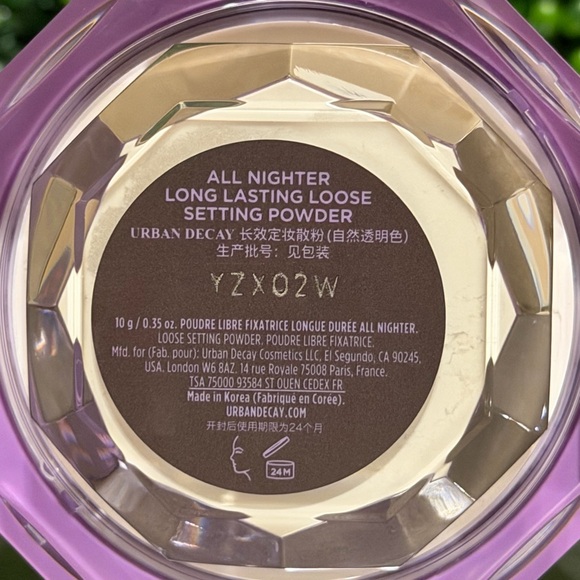 ALL NIGHTER
LONG LASTING LOOSE
SETTING POWDER
URBAN DECAY 长效定妆散粉(自然透明色)
生产批号：见包装
YZX02W
10 g / 0.35 oz. POUDRE LIBRE FIXATRICE LONGUE DURÉE ALL NIGHTER.
LOOSE SETTING POWDER. POUDRE LIBRE FIXATRICE.
Mfd. for (Fab. pour): Urban Decay Cosmetics LLC, El Segundo, CA 90245,
USA. London W6 8AZ. 14 rue Royale 75008 Paris, France.
TSA 75000 93584 ST OUEN CEDEX FR
Made in Korea (Fabriqué en Corée).
URBANDECAY.COM
开封后使用期限为24个月
24M